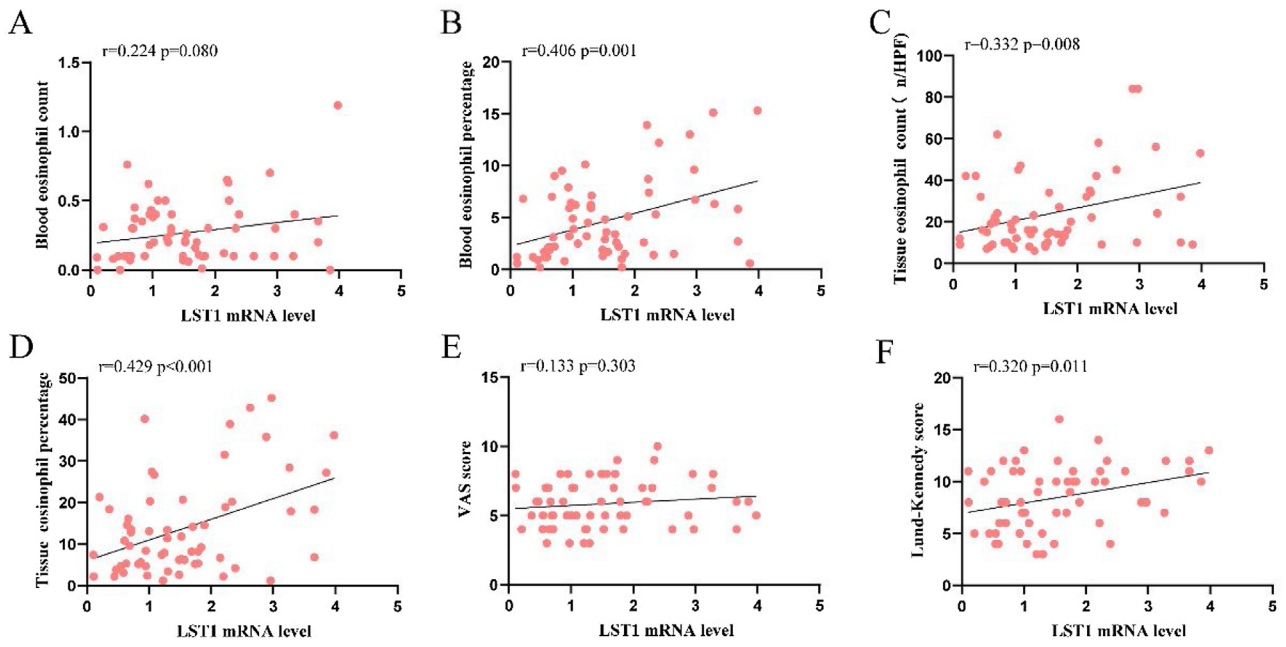 A
r=0.224 p=0.080
Blood eosinophil count
1.5
1.0
0.5
0.0
0 1 2 3 4 5
LST1 mRNA level
B
r=0.406 p=0.001
Blood eosinophil percentage
20
15
10
5
0
0 1 2 3 4 5
LST1 mRNA level
C
r=0.332 p=0.008
Tissue eosinophil count ( n/HPF)
100
80
60
40
20
0
0 1 2 3 4 5
LST1 mRNA level
D
r=0.429 p<0.001
Tissue eosinophil percentage
50
40
30
20
10
0
0 1 2 3 4 5
LST1 mRNA level
E
r=0.133 p=0.303
VAS score
15
10
5
0
0 1 2 3 4 5
LST1 mRNA level
F
r=0.320 p=0.011
Lund-Kennedy score
20
15
10
5
0
0 1 2 3 4 5
LST1 mRNA level